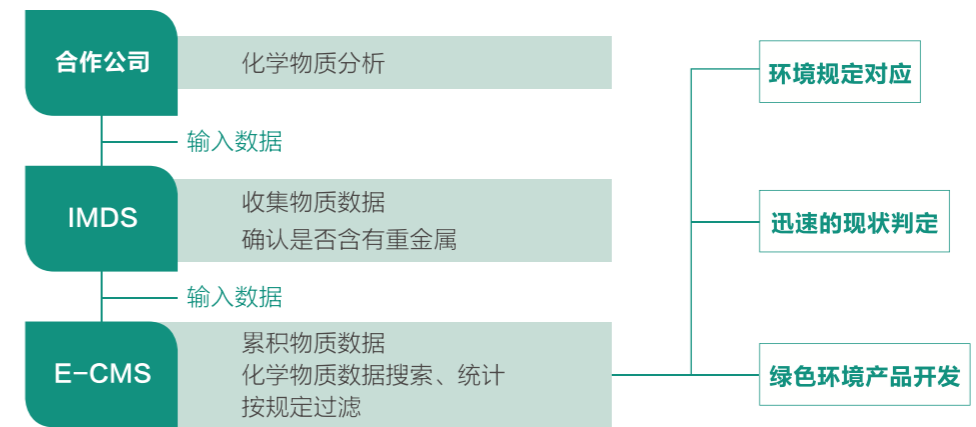 合作公司
化学物质分析
输入数据
IMDS
收集物质数据
确认是否含有重金属
输入数据
E-CMS
累积物质数据
化学物质数据搜索、统计
按规定过滤
环境规定对应
迅速的现状判定
绿色环境产品开发